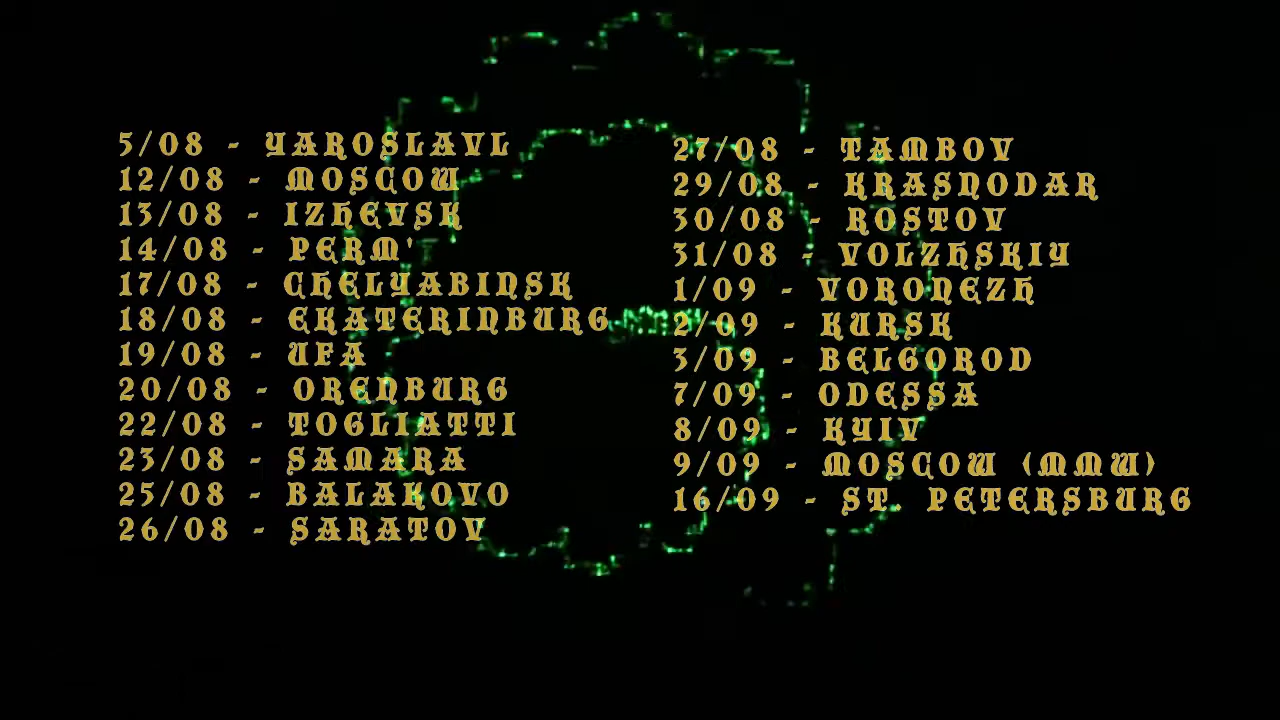 5/08 - YAROSLAVL
12/08 - MOSCOW
13/08 - IZHEVSK
14/08 - PERM'
17/08 - CHELYABINSK
18/08 - EKATERINBURG
19/08 - UFA
20/08 - ORENBURG
22/08 - TOGLIATTI
23/08 - SAMARA
25/08 - BALAKOVO
26/08 - SARATOV
27/08 - TAMBOV
29/08 - KRASNODAR
30/08 - ROSTOV
31/08 - VOLZHSKIY
1/09 - VORONEZH
2/09 - KURSK
3/09 - BELGOROD
7/09 - ODESSA
8/09 - KYIV
9/09 - MOSCOW (MMW)
16/09 - ST. PETERSBURG